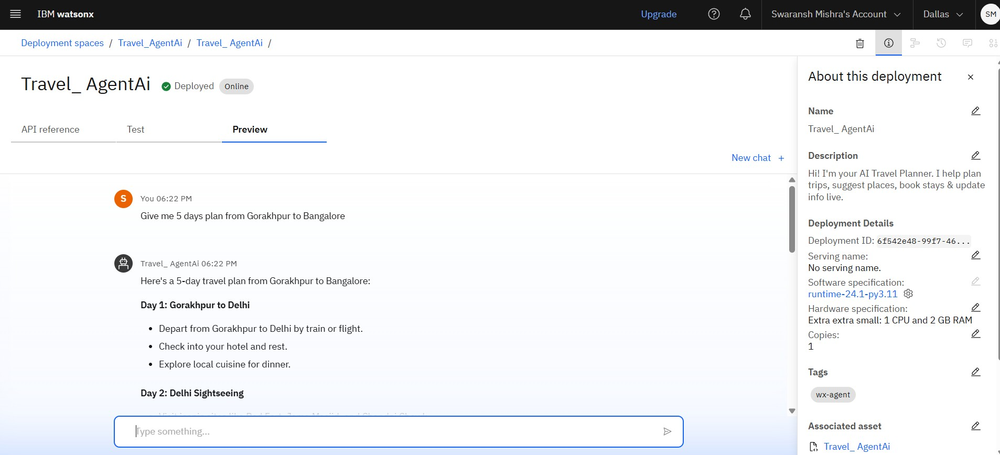 IBM watsonx
Upgrade
Swaransh Mishra's Account
Dallas
SM
Deployment spaces / Travel_AgentAi / Travel_ AgentAi /
Travel_ AgentAi
Deployed
Online
API reference
Test
Preview
New chat +
S
You 06:22 PM
Give me 5 days plan from Gorakhpur to Bangalore
Travel_ AgentAi 06:22 PM
Here's a 5-day travel plan from Gorakhpur to Bangalore:
Day 1: Gorakhpur to Delhi
• Depart from Gorakhpur to Delhi by train or flight.
• Check into your hotel and rest.
• Explore local cuisine for dinner.
Day 2: Delhi Sightseeing
Type something...
About this deployment
Name
Travel_ AgentAi
Description
Hi! I'm your AI Travel Planner. I help plan
trips, suggest places, book stays & update
info live.
Deployment Details
Deployment ID: 6f542e48-99f7-46...
Serving name:
No serving name.
Software specification:
runtime-24.1-py3.11
Hardware specification:
Extra extra small: 1 CPU and 2 GB RAM
Copies:
1
Tags
wx-agent
Associated asset
Travel_ AgentAi